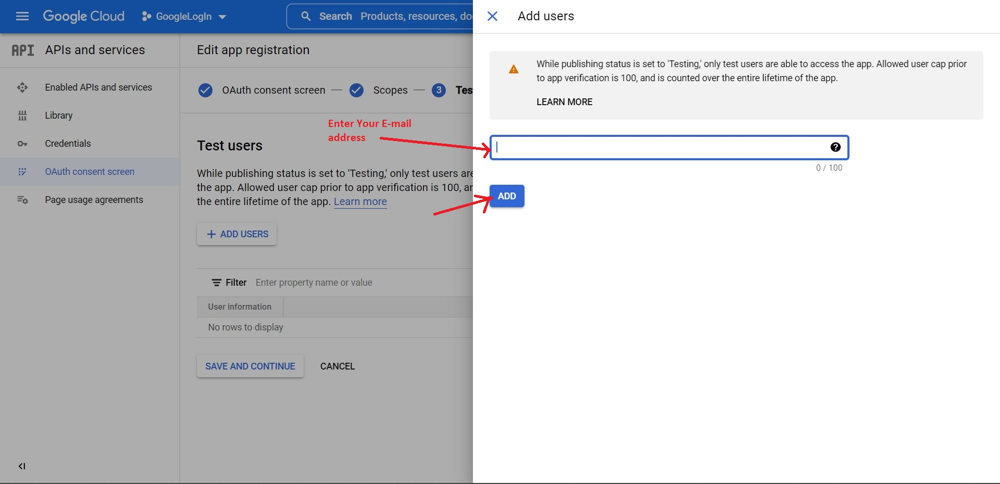 Google Cloud
GoogleLogIn
Search Products, resources, do
Add users
API APIs and services
Enabled APIs and services
Library
Credentials
OAuth consent screen
Page usage agreements
Edit app registration
OAuth consent screen — Scopes — 3 Tes
Test users
While publishing status is set to 'Testing,' only test users are
the app. Allowed user cap prior to app verification is 100, ar
the entire lifetime of the app. Learn more
+ ADD USERS
Filter Enter property name or value
User information
No rows to display
SAVE AND CONTINUE CANCEL
Enter Your E-mail
address
While publishing status is set to 'Testing,' only test users are able to access the app. Allowed user cap prior
to app verification is 100, and is counted over the entire lifetime of the app.
LEARN MORE
0 / 100
ADD